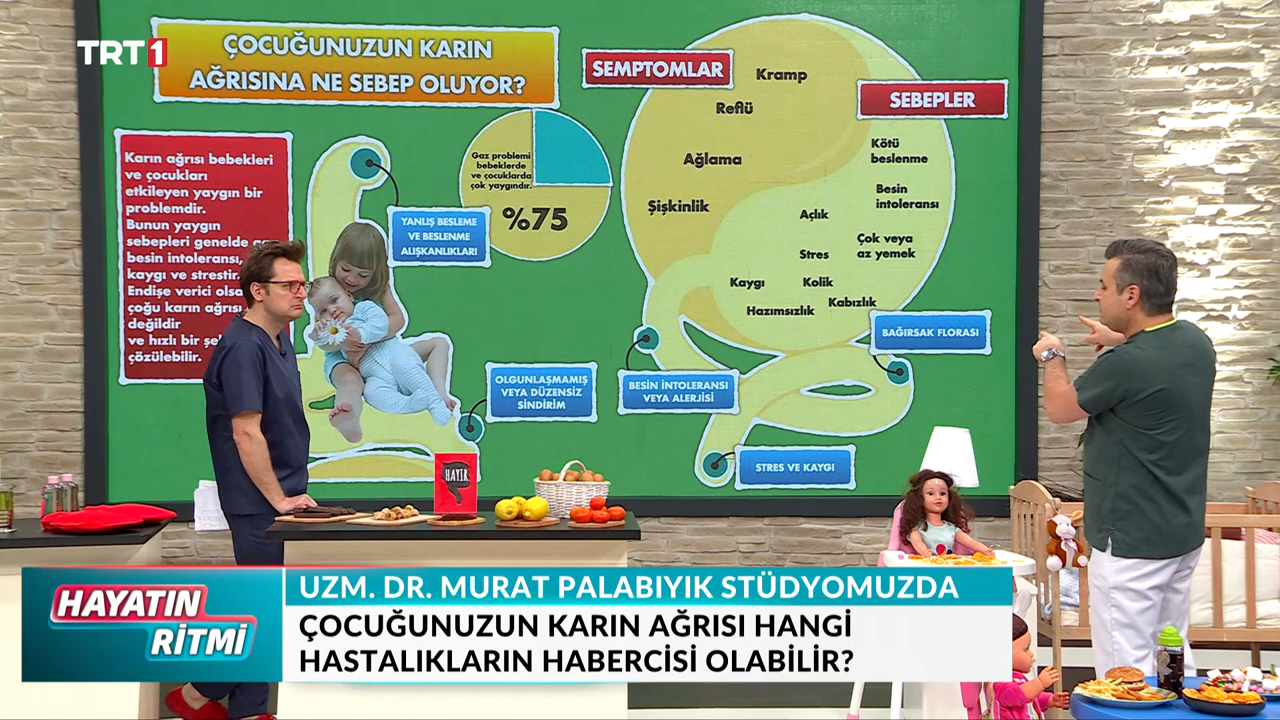 TRT 1
ÇOCUĞUNUZUN KARIN
AĞRISINA NE SEBEP OLUYOR?
Karın ağrısı bebekleri
ve çocukları
etkileyen yaygın bir
problemdir.
Bunun yaygın
sebepleri genelde
besin intoleransı,
kaygı ve strestir.
Endişe verici
çoğu karın ağrısı
değildir
ve hızlı bir
çözülebilir.
YANLIŞ BESLEME
VE BESLENME
ALIŞKANLIKLARI
Gaz problemi
bebeklerde
ve çocuklarda
çok yaygındır.
%75
OLGUNLAŞMAMIŞ
VEYA DÜZENSİZ
SİNDİRİM
SEMPTOMLAR
Kramp
Reflü
Ağlama
Şişkinlik
SEBEPLER
Kötü
beslenme
Besin
intoleransı
Açlık
Çok veya
az yemek
Stres
Kaygı
Kolik
Kabızlık
Hazımsızlık
BAĞIRSAK FLORASI
BESİN İNTOLERANSI
VEYA ALERJİSİ
STRES VE KAYGI
HAYIR
HAYATIN
RİTMİ
UZM. DR. MURAT PALABIYIK STÜDYOMUZDA
ÇOCUĞUNUZUN KARIN AĞRISI HANGİ
HASTALIKLARIN HABERCİSİ OLABİLİR?